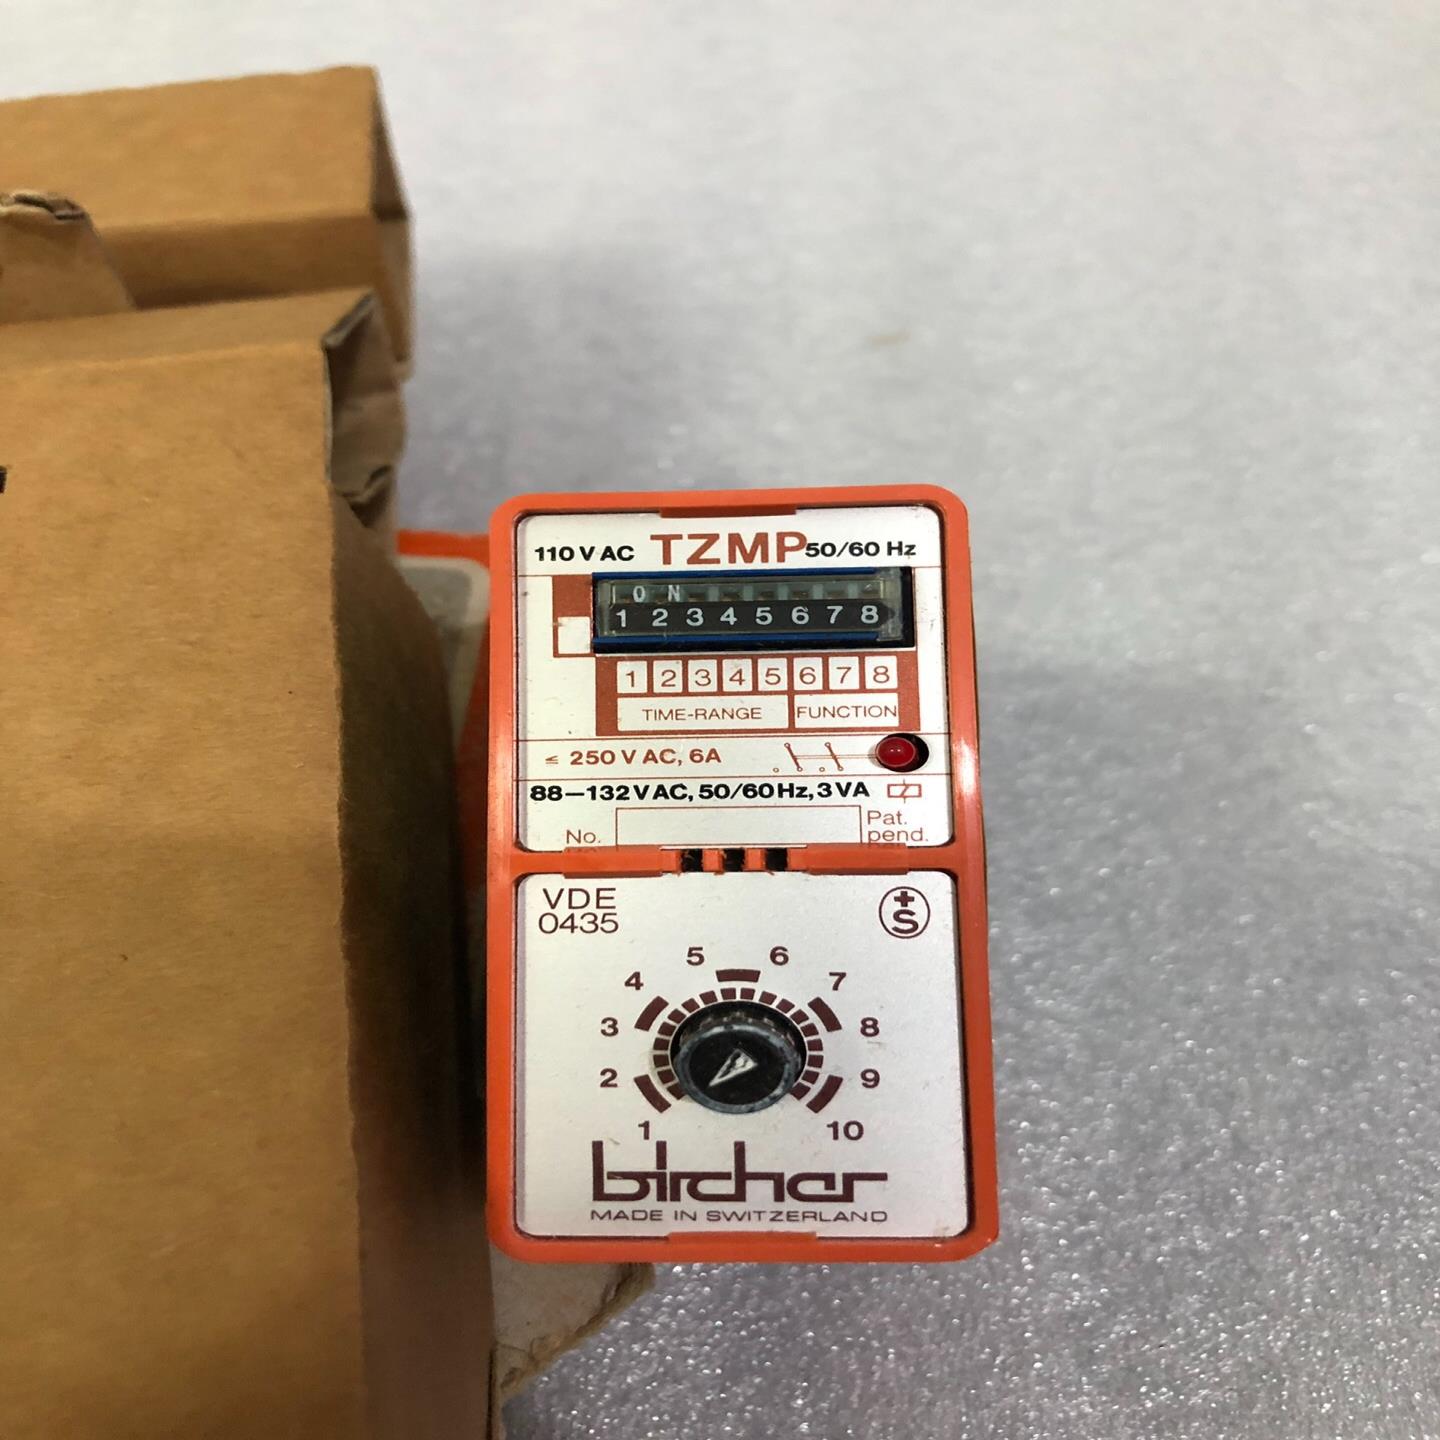 110 V AC TZMP 50/60 Hz
O N
1 2 3 4 5 6 7 8
1 2 3 4 5 6 7 8
TIME-RANGE FUNCTION
≤ 250 V AC, 6A
88–132 V AC, 50/60 Hz, 3 VA
No. Pat.
pend.
VDE
0435
+
S
5 6
4 7
3 8
2 9
1 10
bircher
MADE IN SWITZERLAND